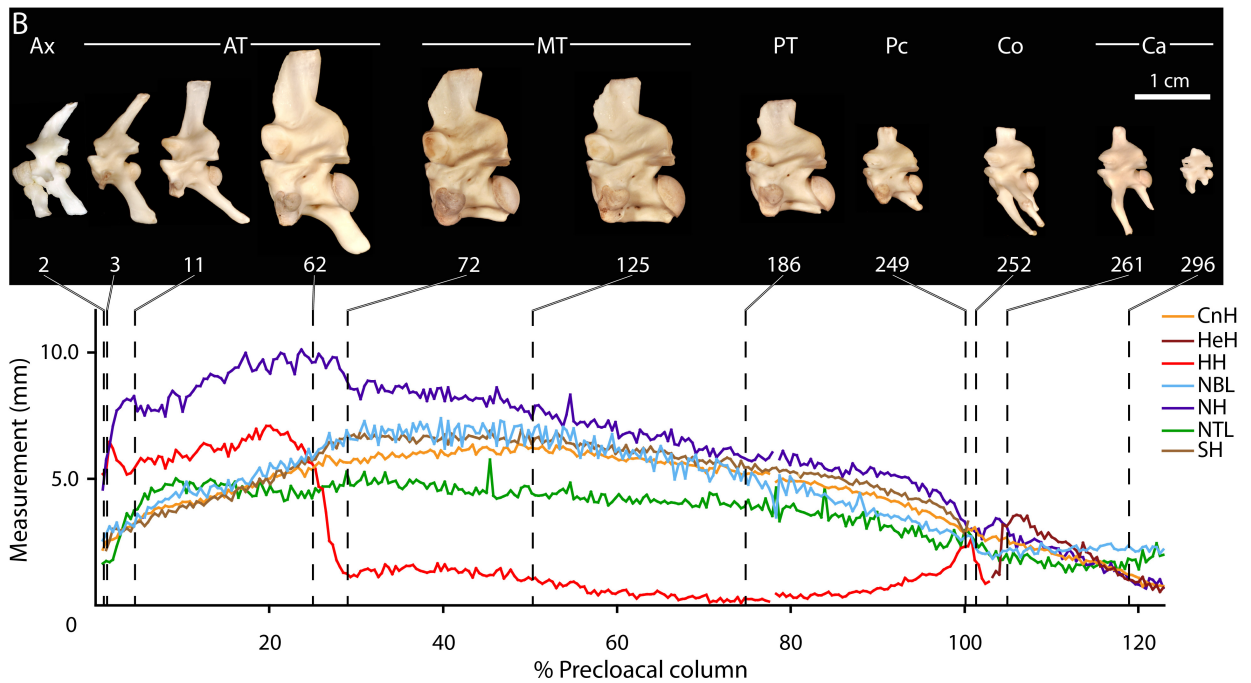 B
Ax AT MT PT Pc Co Ca
1 cm
2 3 11 62 72 125 186 249 252 261 296
CnH
HeH
HH
NBL
NH
NTL
SH
Measurement (mm)
10.0
5.0
0
20 40 60 80 100 120
% Precloacal column